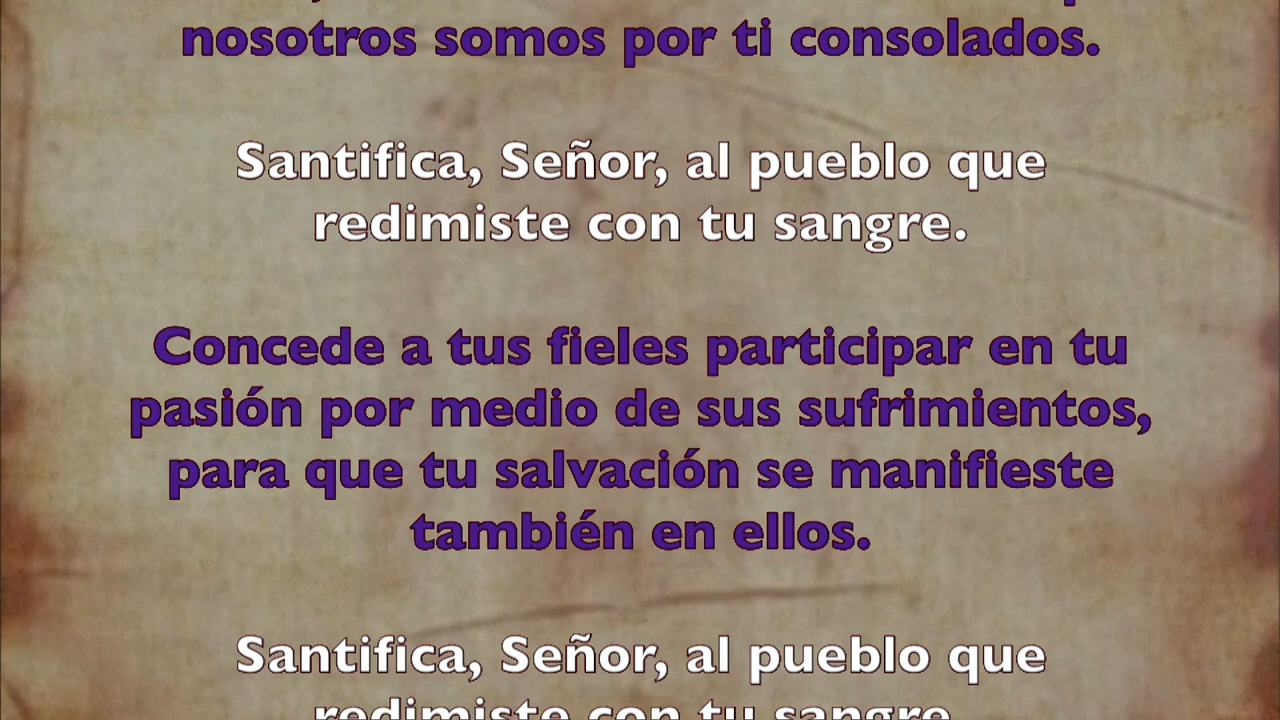 nosotros somos por ti consolados.
Santifica, Señor, al pueblo que
redimiste con tu sangre.
Concede a tus fieles participar en tu
pasión por medio de sus sufrimientos,
para que tu salvación se manifieste
también en ellos.
Santifica, Señor, al pueblo que
redimiste con tu sangre.